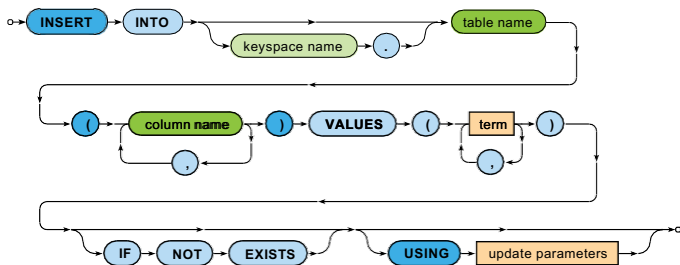 INSERT INTO table name
keyspace name .
( column name ) VALUES ( term )
, ,
IF NOT EXISTS USING update parameters